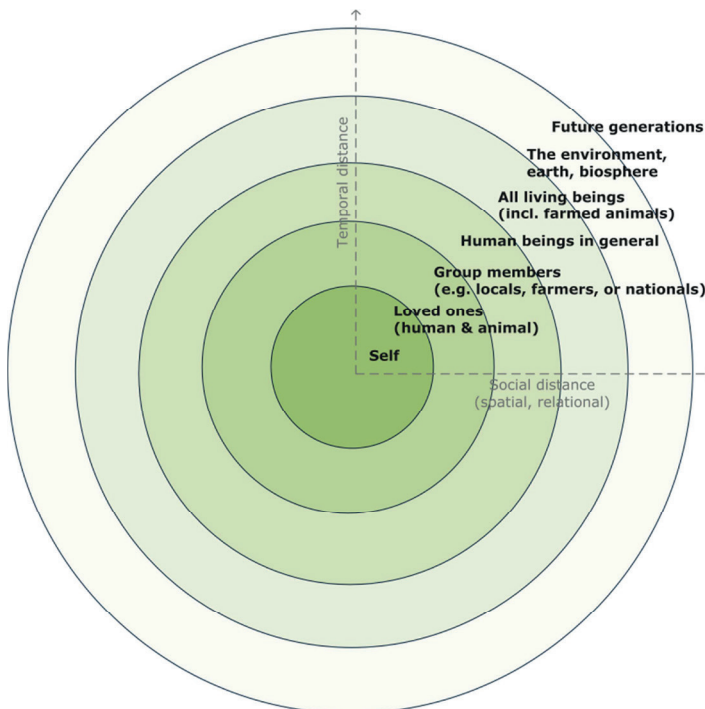 Temporal distance
Future generations
The environment,
earth, biosphere
All living beings
(incl. farmed animals)
Human beings in general
Group members
(e.g. locals, farmers, or nationals)
Loved ones
(human & animal)
Self
Social distance
(spatial, relational)